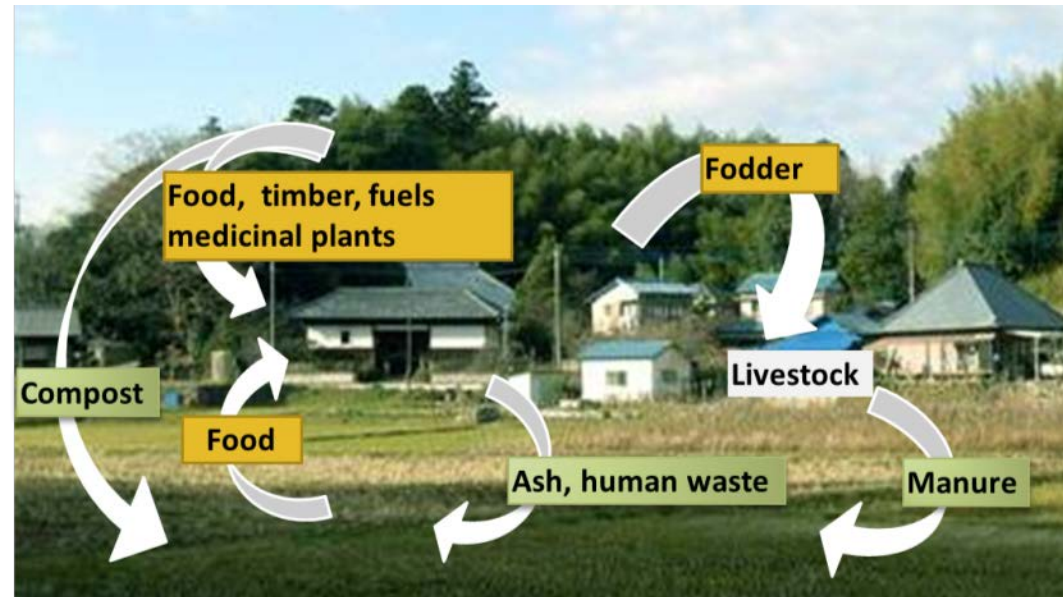 Food, timber, fuels
medicinal plants
Fodder
Livestock
Compost
Food
Ash, human waste
Manure